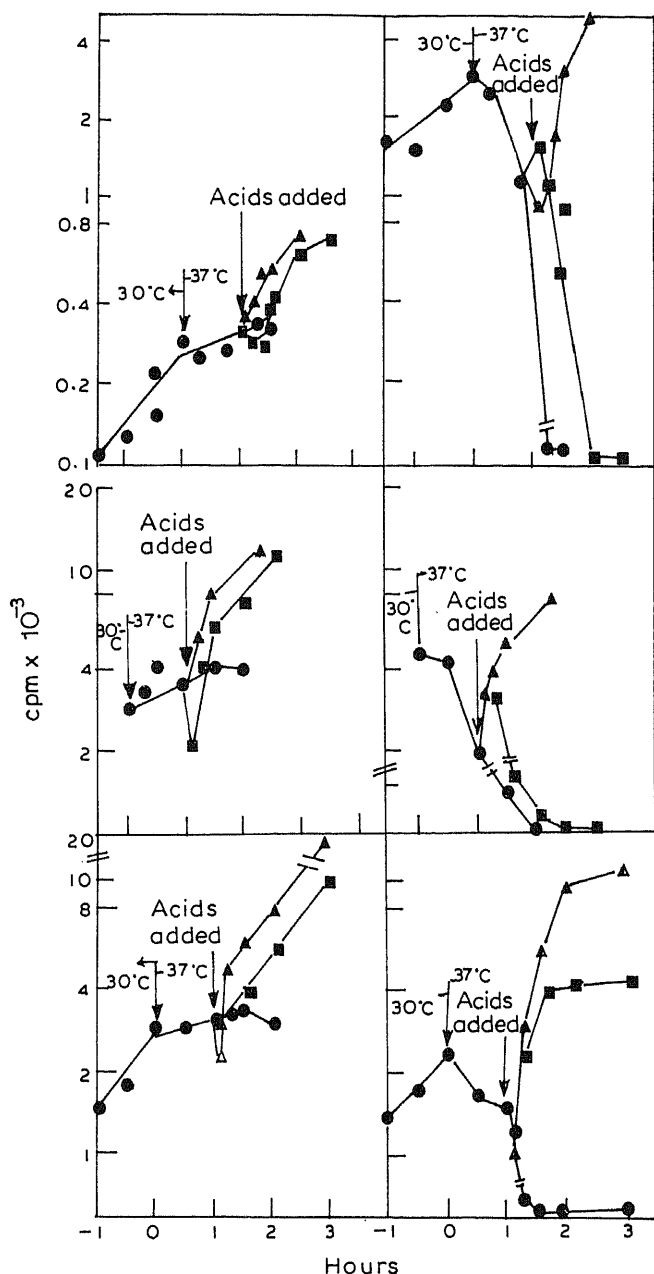 4
2
1
0.8
0.4
0.2
0.1
Acids added
30°C
37°C
30°C
37°C
Acids
added
20
10
4
2
Acids
added
30°
C
37°C
30°
C
37°C
Acids
added
20
10
8
4
2
1
Acids
added
30°C
37°C
37°C
30°C
Acids
added
cpm x 10⁻³
-1 0 1 2 3
-1 0 1 2 3
Hours